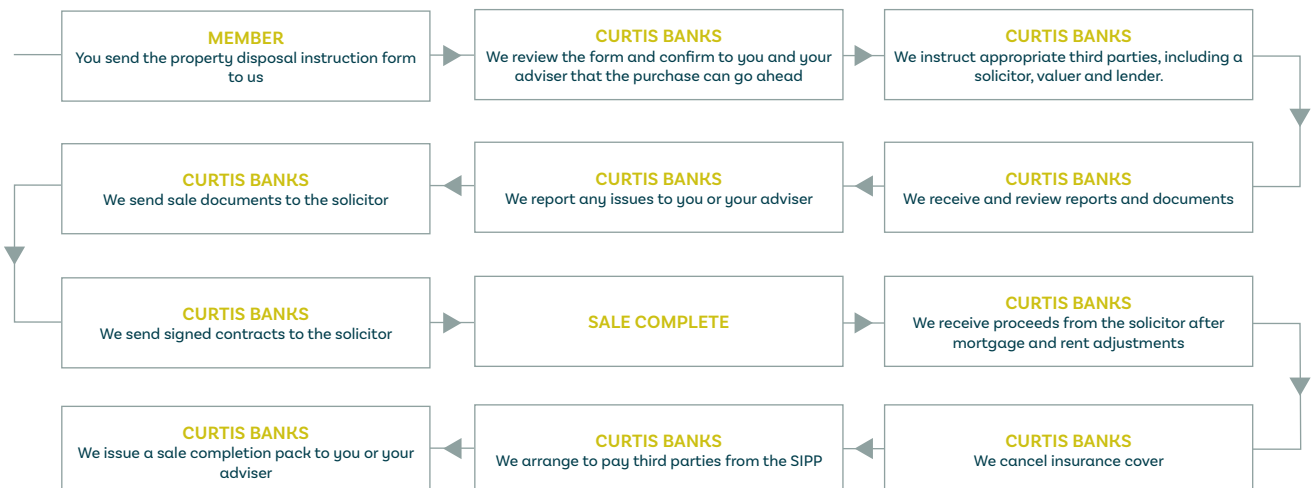 MEMBER
You send the property disposal instruction form
to us
CURTIS BANKS
We review the form and confirm to you and your
adviser that the purchase can go ahead
CURTIS BANKS
We instruct appropriate third parties, including a
solicitor, valuer and lender.
CURTIS BANKS
We receive and review reports and documents
CURTIS BANKS
We report any issues to you or your adviser
CURTIS BANKS
We send sale documents to the solicitor
CURTIS BANKS
We send signed contracts to the solicitor
SALE COMPLETE
CURTIS BANKS
We receive proceeds from the solicitor after
mortgage and rent adjustments
CURTIS BANKS
We cancel insurance cover
CURTIS BANKS
We arrange to pay third parties from the SIPP
CURTIS BANKS
We issue a sale completion pack to you or your
adviser